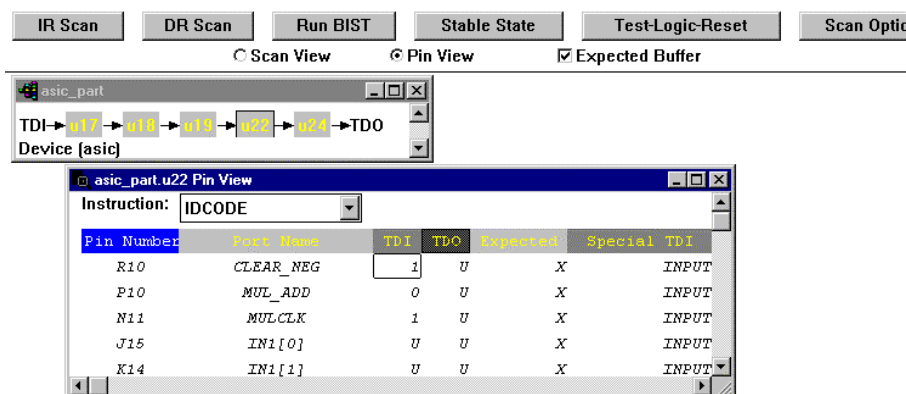 IR Scan DR Scan Run BIST Stable State Test-Logic-Reset Scan Optio
Scan View Pin View Expected Buffer
asic_part
TDI u17 u18 u19 u22 u24 TDO
Device (asic)
asic_part.u22 Pin View
Instruction: IDCODE
Pin Number Port Name TDI TDO Expected Special TDI
R10 CLEAR_NEG 1 U X INPUT
P10 MUL_ADD 0 U X INPUT
N11 MULCLK 1 U X INPUT
J15 IN1[0] U U X INPUT
K14 IN1[1] U U X INPUT